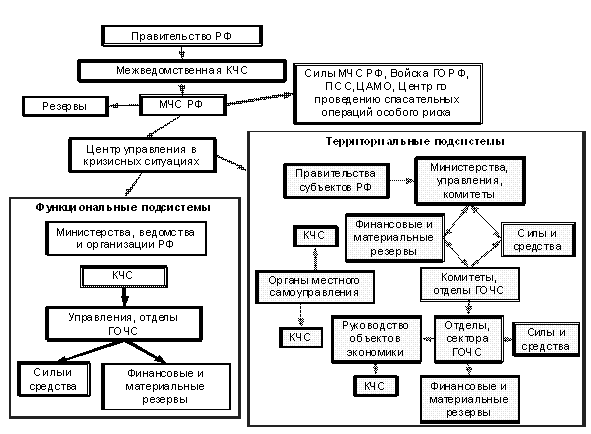 Правительство РФ
Межведомственная КЧС
Силы МЧС РФ, Войска ГО РФ,
ПСС, ЦАМО, Центр по
проведению спасательных
операций особого риска
Резервы
МЧС РФ
Центр управления в
кризисных ситуациях
Территориальные подсистемы
Правительства
субъектов РФ
Министерства,
управления,
комитеты
Функциональные подсистемы
Министерства, ведомства
и организации РФ
КЧС
Управления, отделы
ГОЧС
Силы и
средства
Финансовые и
материальные
резервы
КЧС
Финансовые и
материальные
резервы
Силы и
средства
Органы местного
самоуправления
Комитеты,
отделы ГОЧС
КЧС
Руководство
объектов
экономики
Отделы,
сектора
ГОЧС
Силы и
средства
КЧС
Финансовые и
материальные
резервы